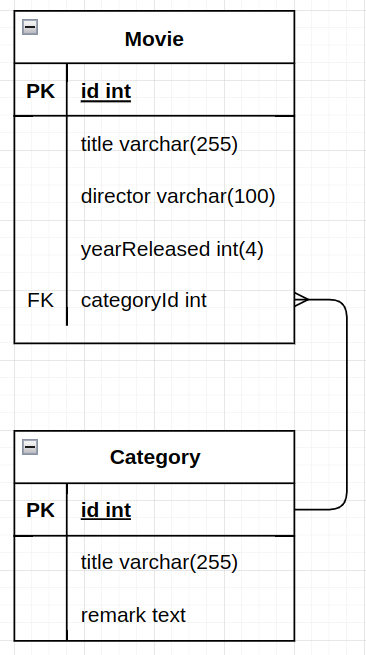 Movie
PK id int
title varchar(255)
director varchar(100)
yearReleased int(4)
FK categoryId int
Category
PK id int
title varchar(255)
remark text